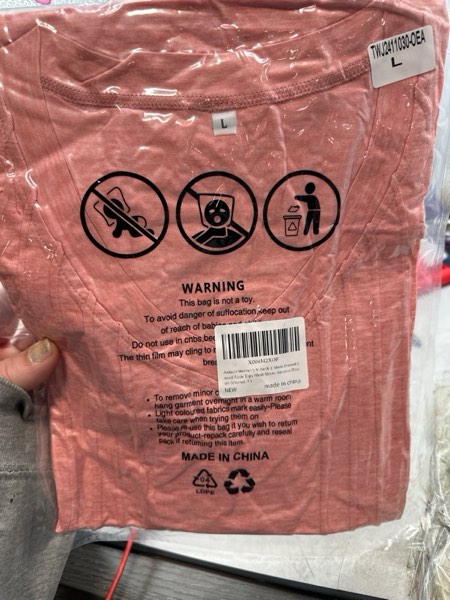 TWJ2411030-OEA
L
L
WARNING
This bag is not a toy.
To avoid danger of suffocation,keep out
of reach of
Do not use in cribs,
The thin film may cling to
made in china
NEW
• To remove minor
hang garment overnight in a warm room
• Light coloured fabrics mark easily-Please
take care when trying them on
• Please re-use this bag if you wish to return
your product-repack carefully and reseal
pack if returning this item.
MADE IN CHINA
04
LDPE